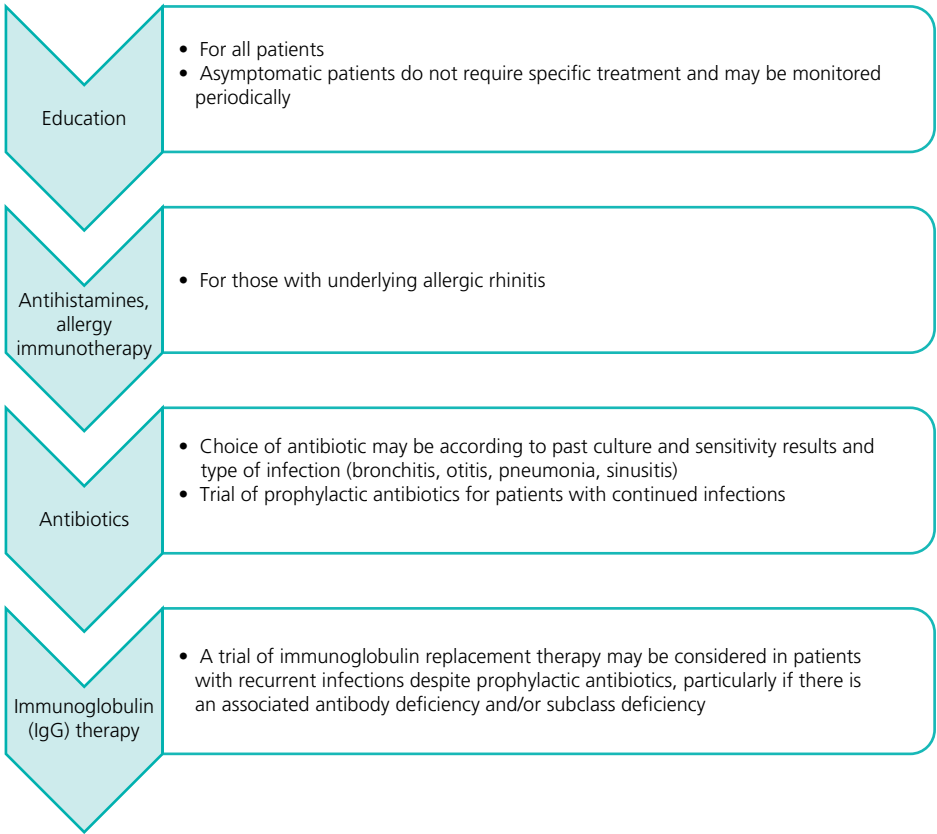 Education
• For all patients
• Asymptomatic patients do not require specific treatment and may be monitored
periodically
Antihistamines,
allergy
immunotherapy
• For those with underlying allergic rhinitis
Antibiotics
• Choice of antibiotic may be according to past culture and sensitivity results and
type of infection (bronchitis, otitis, pneumonia, sinusitis)
• Trial of prophylactic antibiotics for patients with continued infections
Immunoglobulin
(IgG) therapy
• A trial of immunoglobulin replacement therapy may be considered in patients
with recurrent infections despite prophylactic antibiotics, particularly if there is
an associated antibody deficiency and/or subclass deficiency